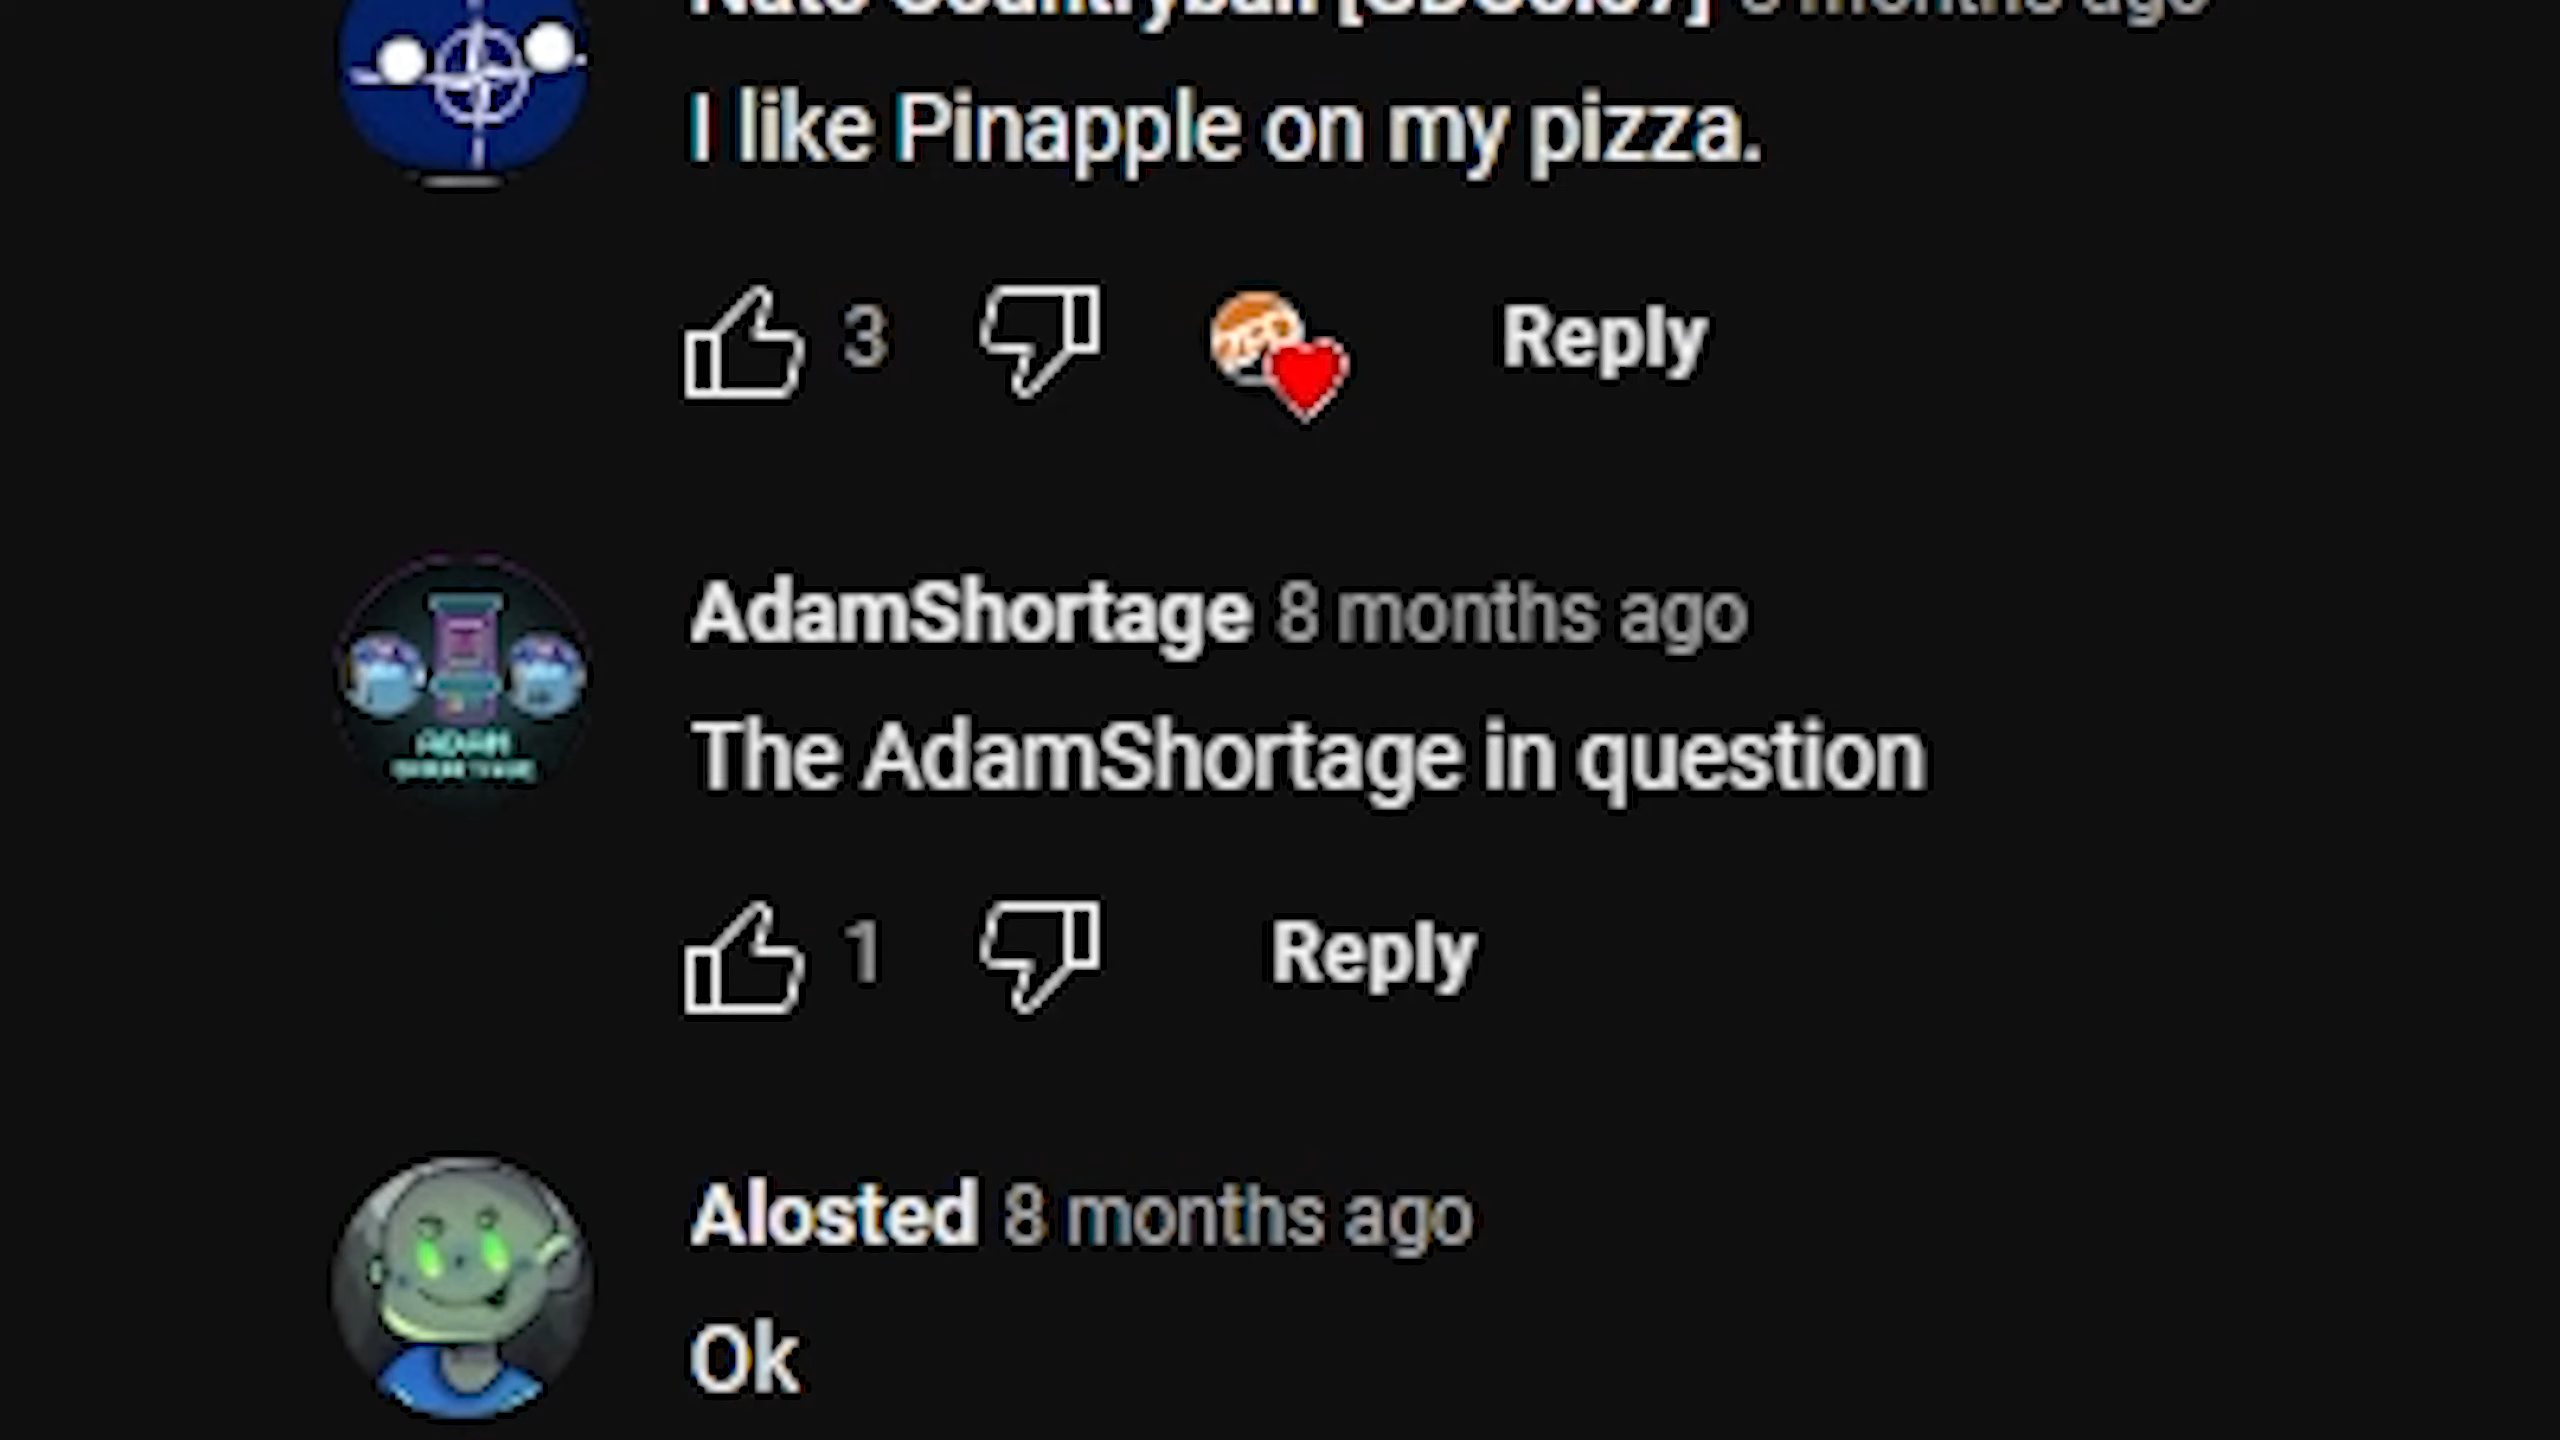 I like Pinapple on my pizza.
3 Reply
AdamShortage 8 months ago
The AdamShortage in question
ADAM
1 Reply
Alosted 8 months ago
Ok